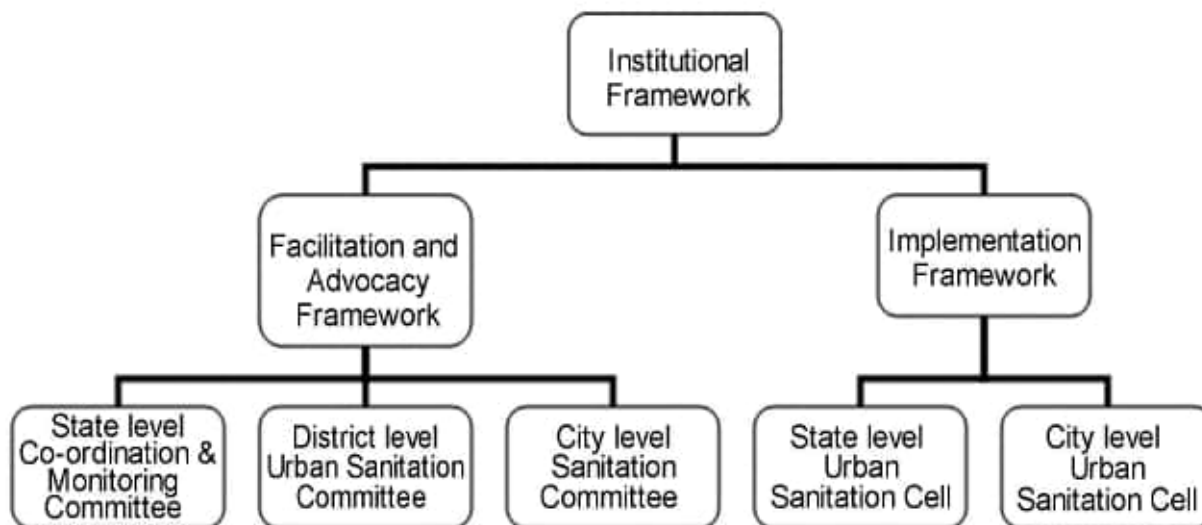 Institutional
Framework
Facilitation and
Advocacy
Framework
Implementation
Framework
State level
Co-ordination &
Monitoring
Committee
District level
Urban Sanitation
Committee
City level
Sanitation
Committee
State level
Urban
Sanitation Cell
City level
Urban
Sanitation Cell